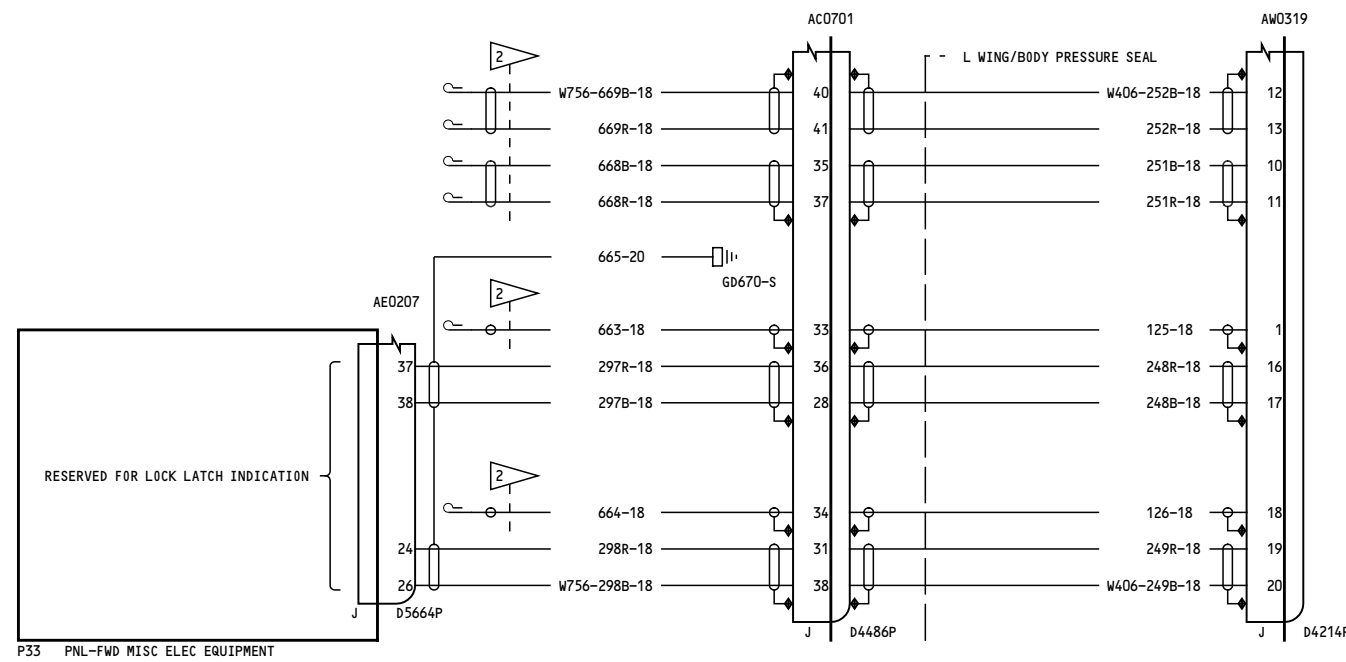 AC0701 AW0319
2 L WING/BODY PRESSURE SEAL
W756-669B-18 40 W406-252B-18 12
669R-18 41 252R-18 13
668B-18 35 251B-18 10
668R-18 37 251R-18 11
665-20
GD670-S
2
AE0207
663-18 33 125-18 1
37 297R-18 36 248R-18 16
38 297B-18 28 248B-18 17
2
RESERVED FOR LOCK LATCH INDICATION
664-18 34 126-18 18
24 298R-18 31 249R-18 19
26 W756-298B-18 38 W406-249B-18 20
J D5664P
J D4486P J D4214P
P33 PNL-FWD MISC ELEC EQUIPMENT